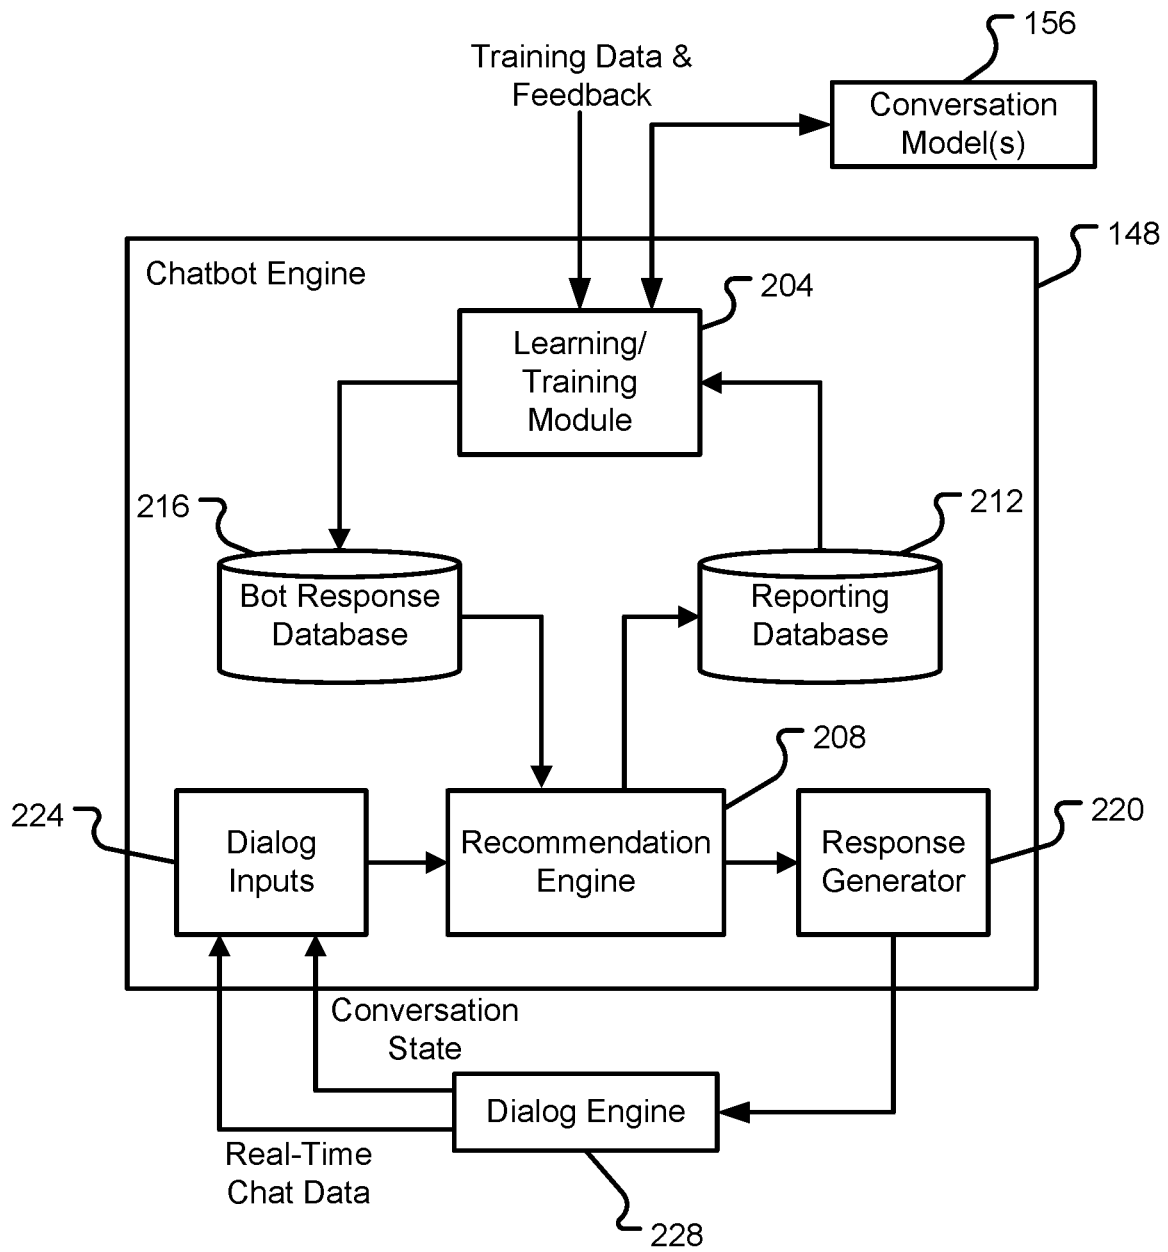 156
Training Data &
Feedback
Conversation
Model(s)
148
Chatbot Engine
204
Learning/
Training
Module
216
212
Bot Response
Database
Reporting
Database
208
224
220
Dialog
Inputs
Recommendation
Engine
Response
Generator
Conversation
State
Dialog Engine
Real-Time
Chat Data
228